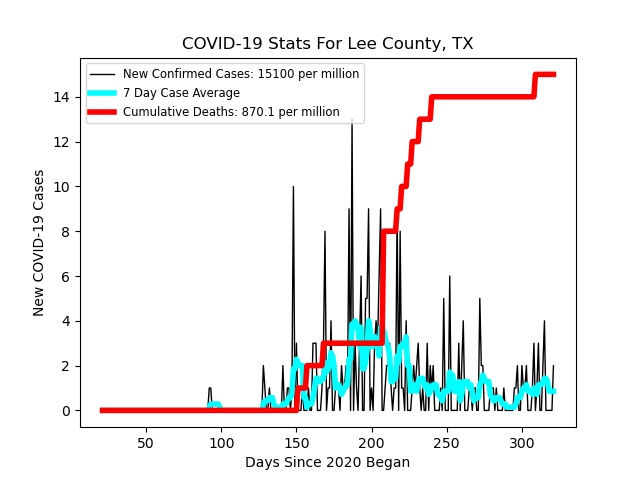 COVID-19 Stats For Lee County, TX
New Confirmed Cases: 15100 per million
7 Day Case Average
Cumulative Deaths: 870.1 per million
New COVID-19 Cases
14
12
10
8
6
4
2
0
50 100 150 200 250 300
Days Since 2020 Began